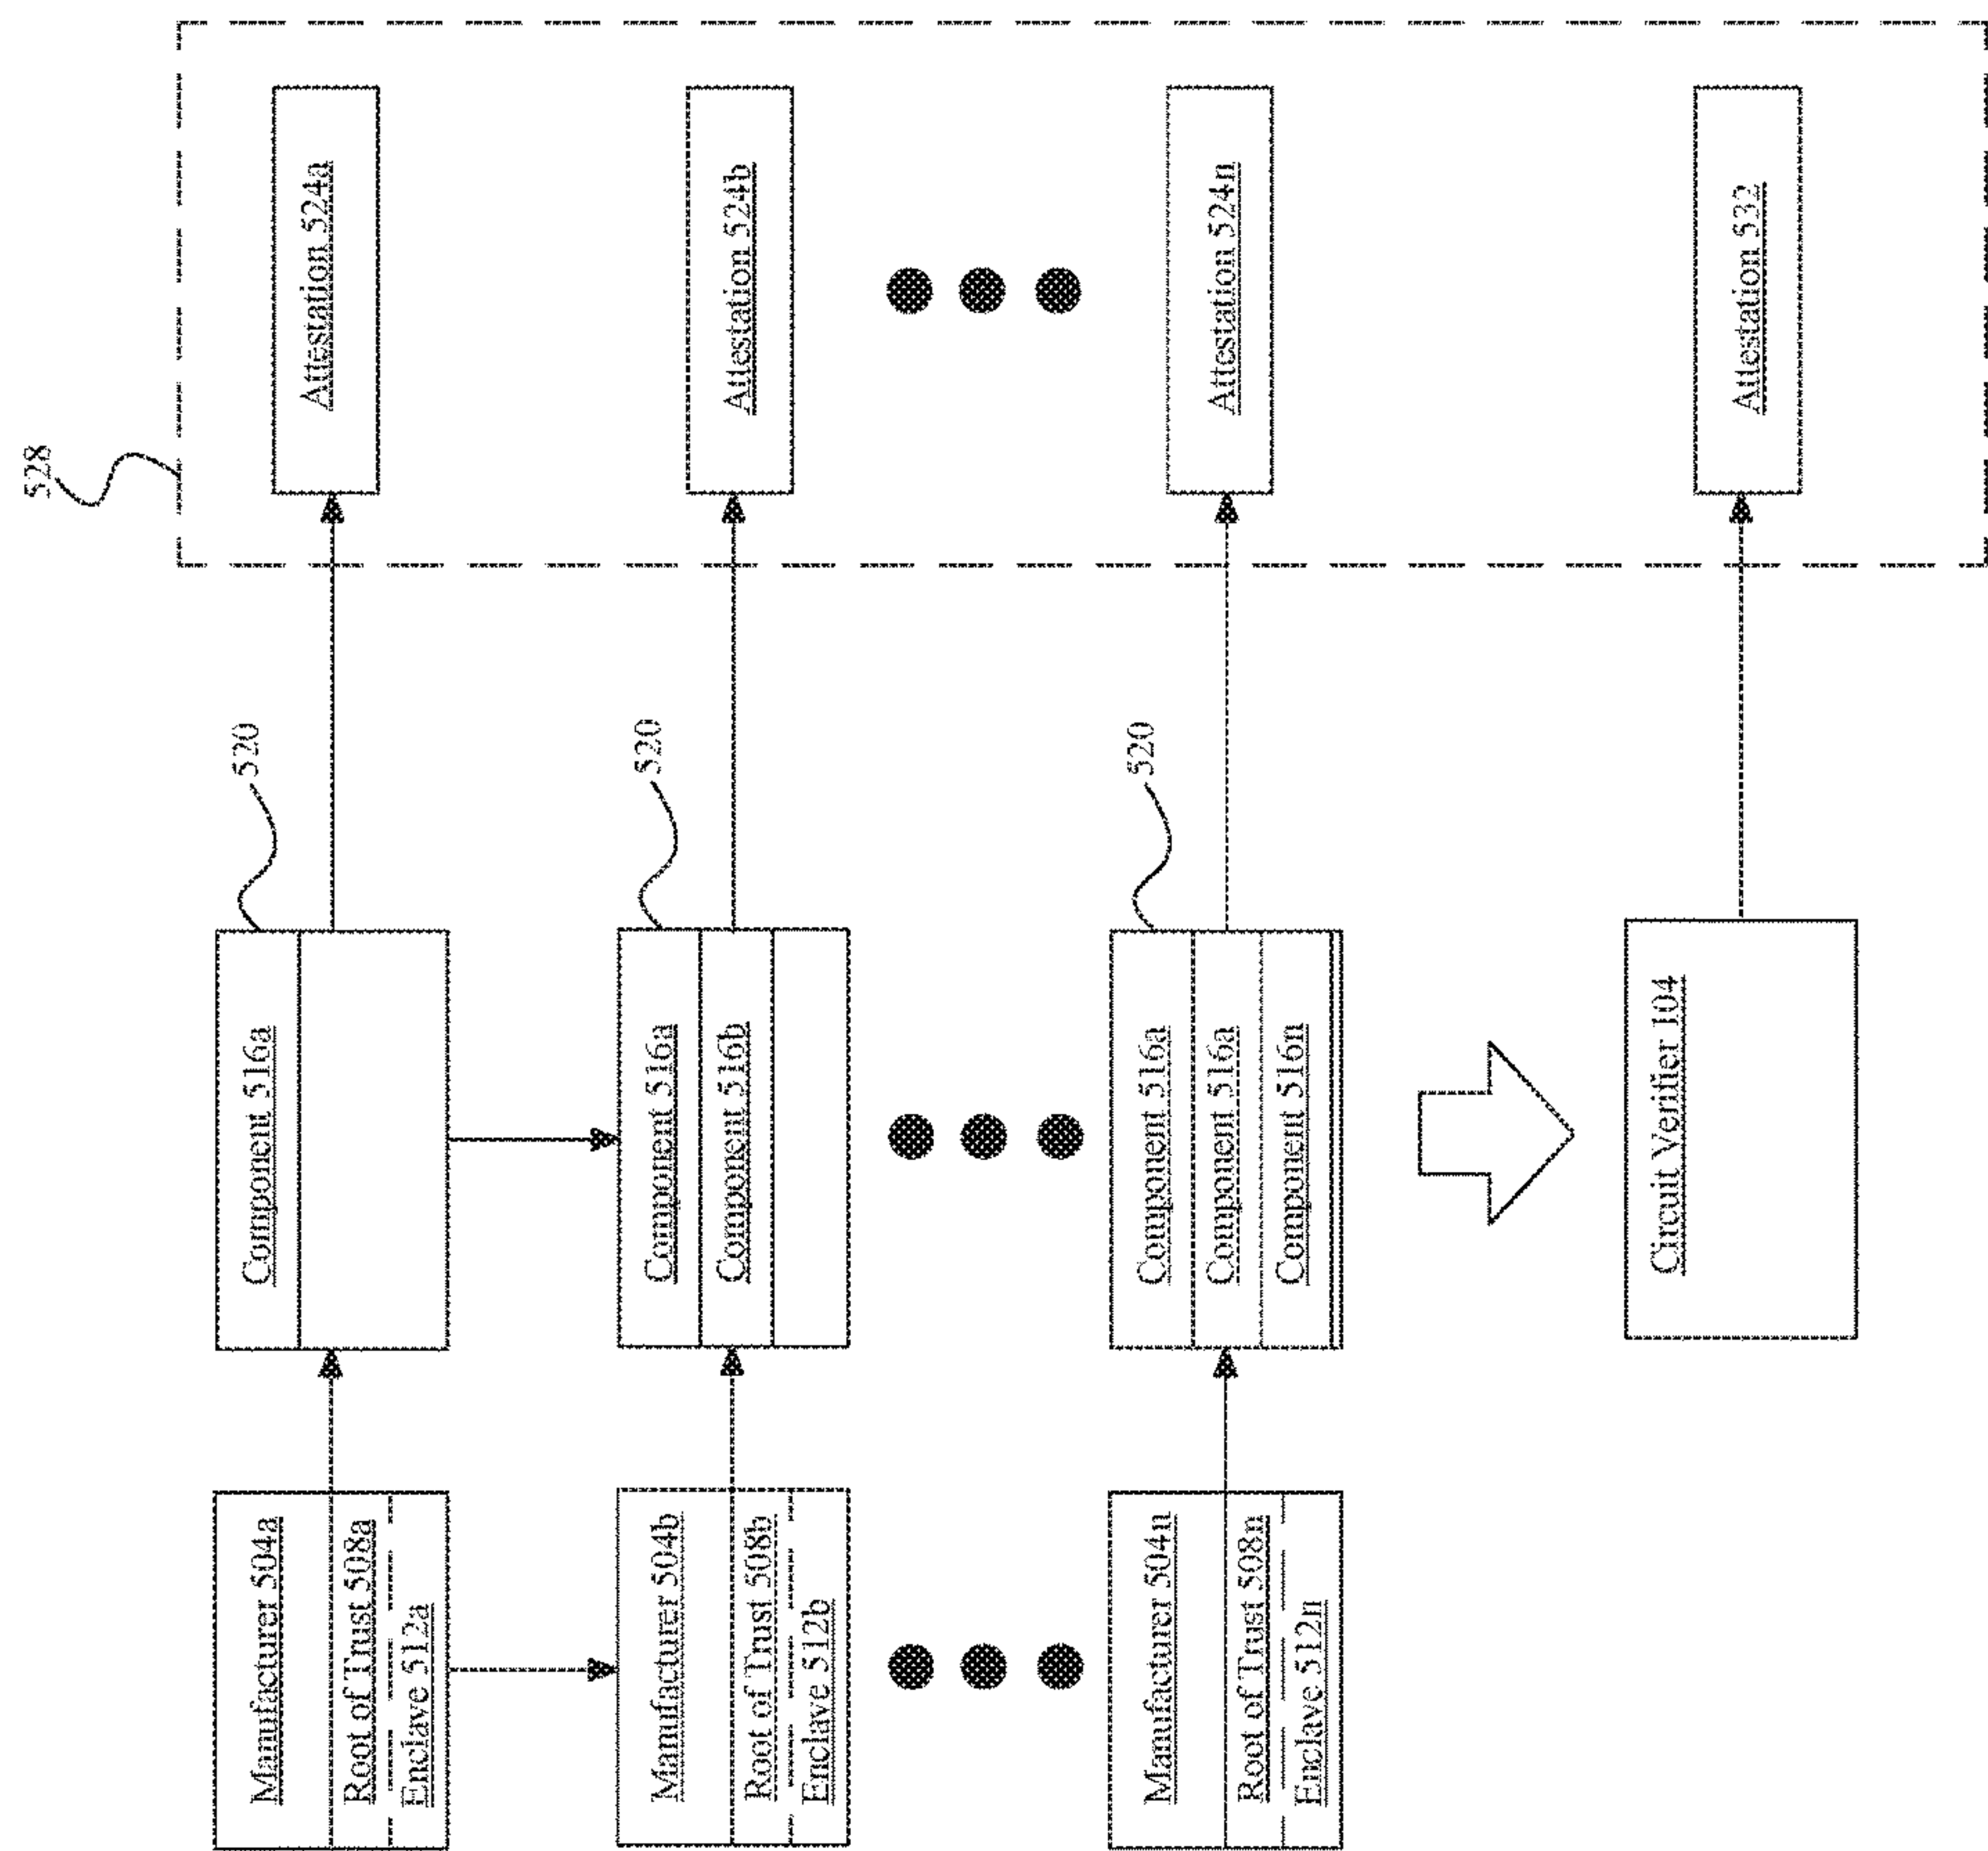 528
Attestation 524a
Attestation 524b
Attestation 524n
Attestation 532
520
520
520
Component 516a
Component 516a
Component 516b
Component 516a
Component 516a
Component 516n
Circuit Verifier 104
Manufacturer 504a
Root of Trust 508a
Enclave 512a
Manufacturer 504b
Root of Trust 508b
Enclave 512b
Manufacturer 504n
Root of Trust 508n
Enclave 512n